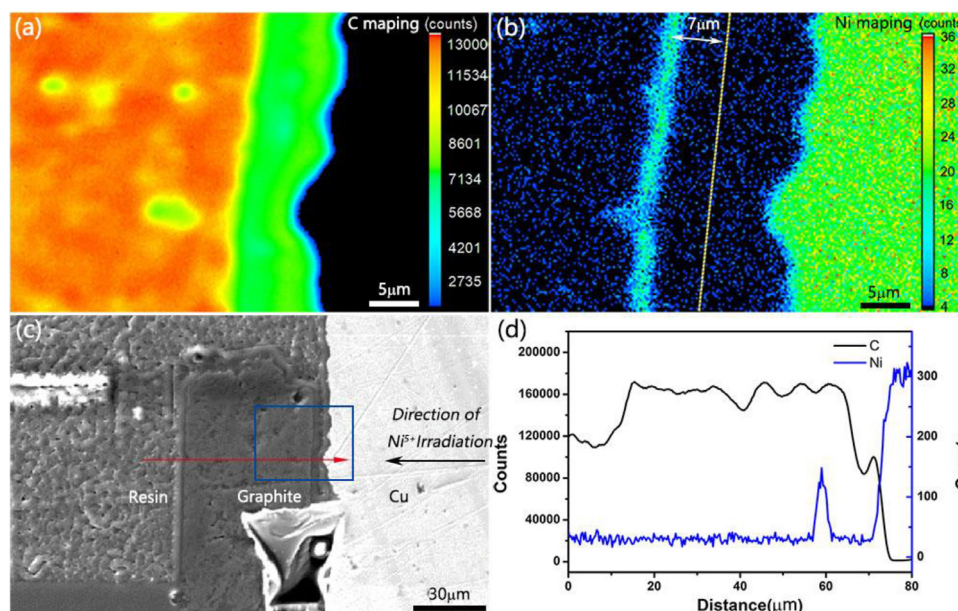 (a)
C maping (counts)
13000
11534
10067
8601
7134
5668
4201
2735
5μm
(b)
7μm
Ni maping (counts)
36
32
28
24
20
16
12
8
4
5μm
(c)
Direction of
Ni⁵⁺Irradiation
Resin
Graphite
Cu
30μm
(d)
C
Ni
200000
160000
120000
80000
40000
0
Counts
300
200
100
0
0
20
40
60
80
Distance(μm)